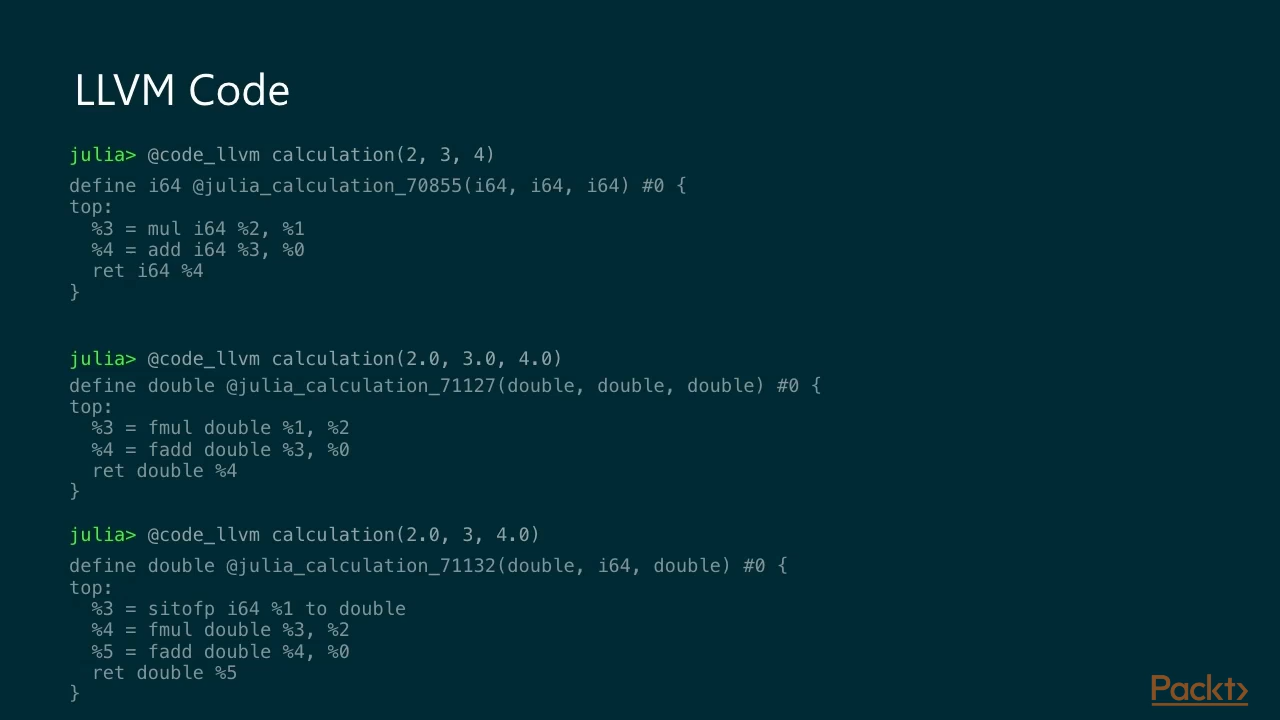 LLVM Code
julia> @code_llvm calculation(2, 3, 4)
define i64 @julia_calculation_70855(i64, i64, i64) #0 {
top:
  %3 = mul i64 %2, %1
  %4 = add i64 %3, %0
  ret i64 %4
}
julia> @code_llvm calculation(2.0, 3.0, 4.0)
define double @julia_calculation_71127(double, double, double) #0 {
top:
  %3 = fmul double %1, %2
  %4 = fadd double %3, %0
  ret double %4
}
julia> @code_llvm calculation(2.0, 3, 4.0)
define double @julia_calculation_71132(double, i64, double) #0 {
top:
  %3 = sitofp i64 %1 to double
  %4 = fmul double %3, %2
  %5 = fadd double %4, %0
  ret double %5
}
Packt>